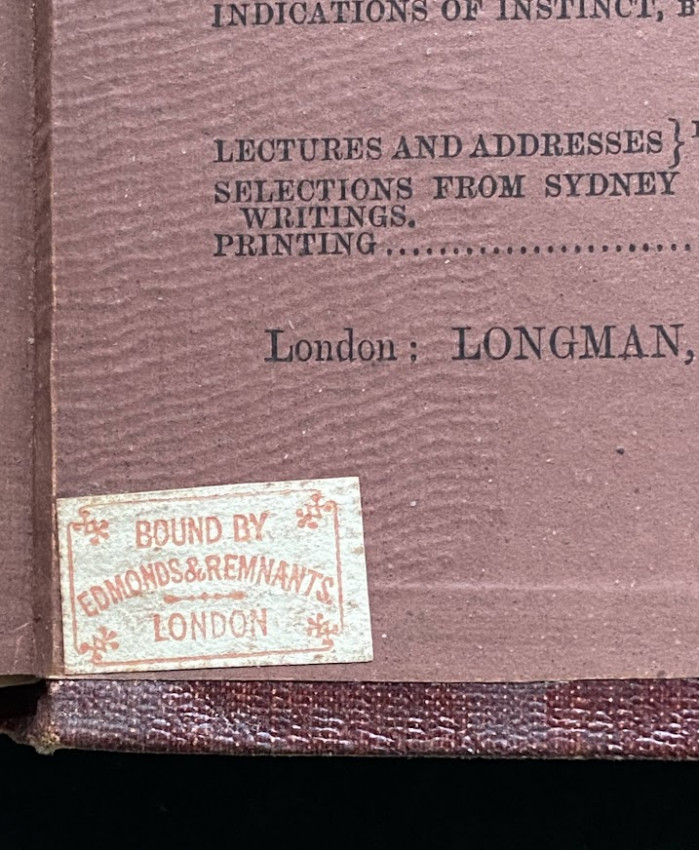 INDICATIONS OF INSTINCT,
LECTURES AND ADDRESSES }
SELECTIONS FROM SYDNEY
WRITINGS.
PRINTING........................
London: LONGMAN,
BOUND BY
EDMONDS & REMNANTS.
LONDON